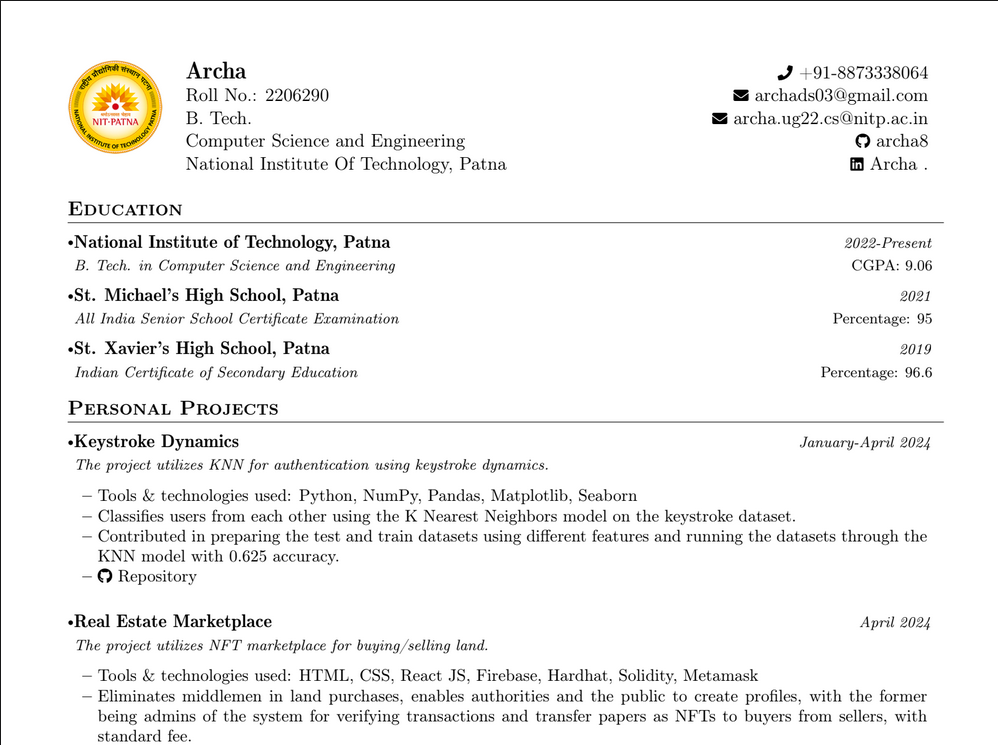 राष्ट्रीय प्रौद्योगिकी संस्थान पटना
NIT-PATNA
NATIONAL INSTITUTE OF TECHNOLOGY PATNA
Archa
Roll No.: 2206290
B. Tech.
Computer Science and Engineering
National Institute Of Technology, Patna
+91-8873338064
archads03@gmail.com
archa.ug22.cs@nitp.ac.in
archa8
Archa .
EDUCATION
•National Institute of Technology, Patna 2022-Present
B. Tech. in Computer Science and Engineering CGPA: 9.06
•St. Michael's High School, Patna 2021
All India Senior School Certificate Examination Percentage: 95
•St. Xavier's High School, Patna 2019
Indian Certificate of Secondary Education Percentage: 96.6
PERSONAL PROJECTS
•Keystroke Dynamics January-April 2024
The project utilizes KNN for authentication using keystroke dynamics.
– Tools & technologies used: Python, NumPy, Pandas, Matplotlib, Seaborn
– Classifies users from each other using the K Nearest Neighbors model on the keystroke dataset.
– Contributed in preparing the test and train datasets using different features and running the datasets through the
KNN model with 0.625 accuracy.
– Repository
•Real Estate Marketplace April 2024
The project utilizes NFT marketplace for buying/selling land.
– Tools & technologies used: HTML, CSS, React JS, Firebase, Hardhat, Solidity, Metamask
– Eliminates middlemen in land purchases, enables authorities and the public to create profiles, with the former
being admins of the system for verifying transactions and transfer papers as NFTs to buyers from sellers, with
standard fee.